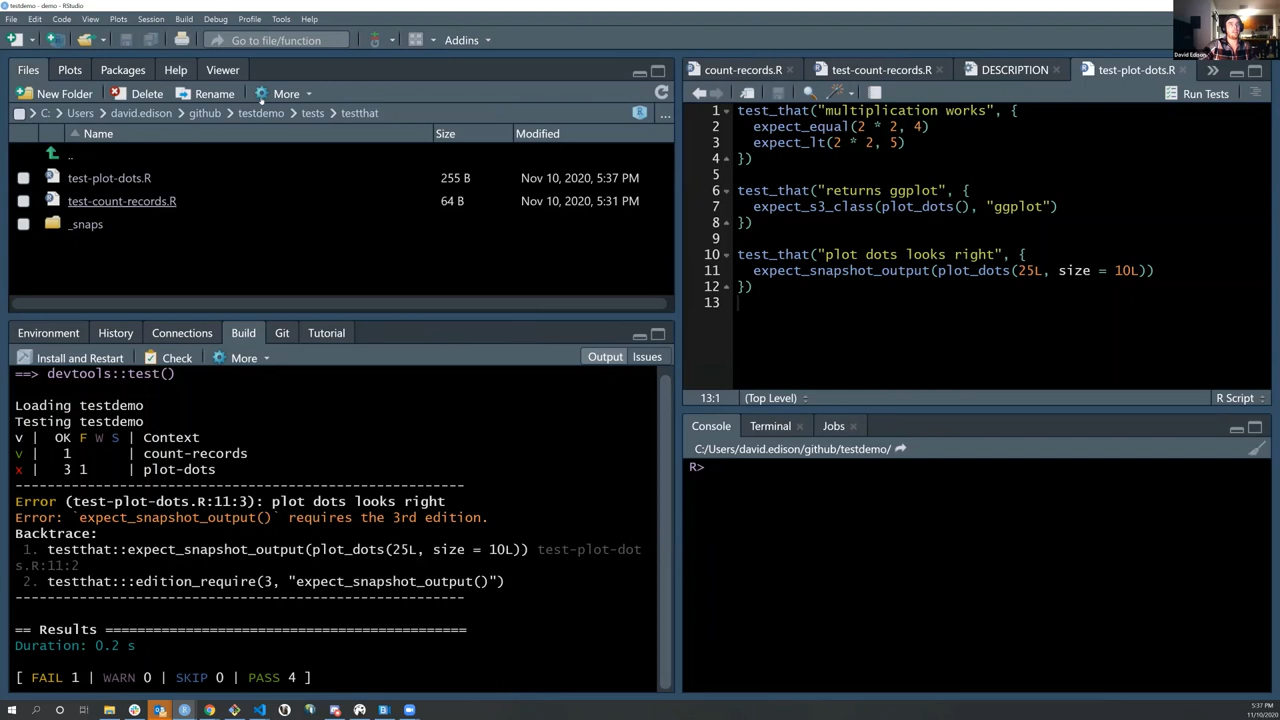 testdemo - demo - RStudio
File Edit Code View Plots Session Build Debug Profile Tools Help
Go to file/function Addins
David Edison
Files Plots Packages Help Viewer
New Folder Delete Rename More
C: Users david.edison github testdemo tests testthat ...
Name Size Modified
..
test-plot-dots.R 255 B Nov 10, 2020, 5:37 PM
test-count-records.R 64 B Nov 10, 2020, 5:31 PM
_snaps
Environment History Connections Build Git Tutorial
Install and Restart Check More Output Issues
==> devtools::test()
Loading testdemo
Testing testdemo
v | OK F W S | Context
v | 1 | count-records
x | 3 1 | plot-dots
Error (test-plot-dots.R:11:3): plot dots looks right
Error: `expect_snapshot_output()` requires the 3rd edition.
Backtrace:
1. testthat::expect_snapshot_output(plot_dots(25L, size = 10L)) test-plot-dot
s.R:11:2
2. testthat:::edition_require(3, "expect_snapshot_output()")
== Results =============================================
Duration: 0.2 s
[ FAIL 1 | WARN 0 | SKIP 0 | PASS 4 ]
count-records.R test-count-records.R DESCRIPTION test-plot-dots.R
Run Tests
1 test_that("multiplication works", {
2 expect_equal(2 * 2, 4)
3 expect_lt(2 * 2, 5)
4 })
5
6 test_that("returns ggplot", {
7 expect_s3_class(plot_dots(), "ggplot")
8 })
9
10 test_that("plot dots looks right", {
11 expect_snapshot_output(plot_dots(25L, size = 10L))
12 })
13
13:1 (Top Level) R Script
Console Terminal Jobs
C:/Users/david.edison/github/testdemo/
R>
5:37 PM
11/10/2020